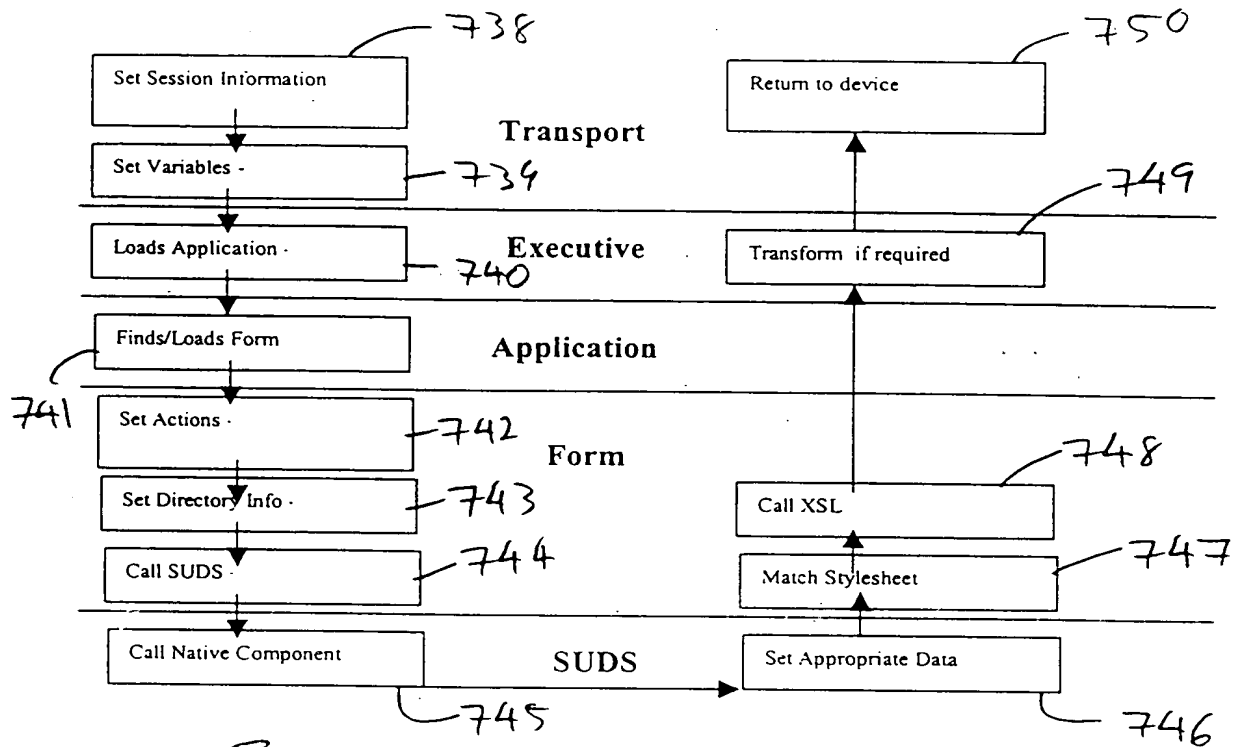 738
750
Set Session Information
Return to device
Transport
Set Variables -
739
749
Loads Application -
Executive
Transform if required
740
Finds/Loads Form
Application
741
Set Actions -
742
Form
748
Set Directory Info -
743
Call XSL
Call SUDS -
744
747
Match Stylesheet
Call Native Component
SUDS
Set Appropriate Data
745
746